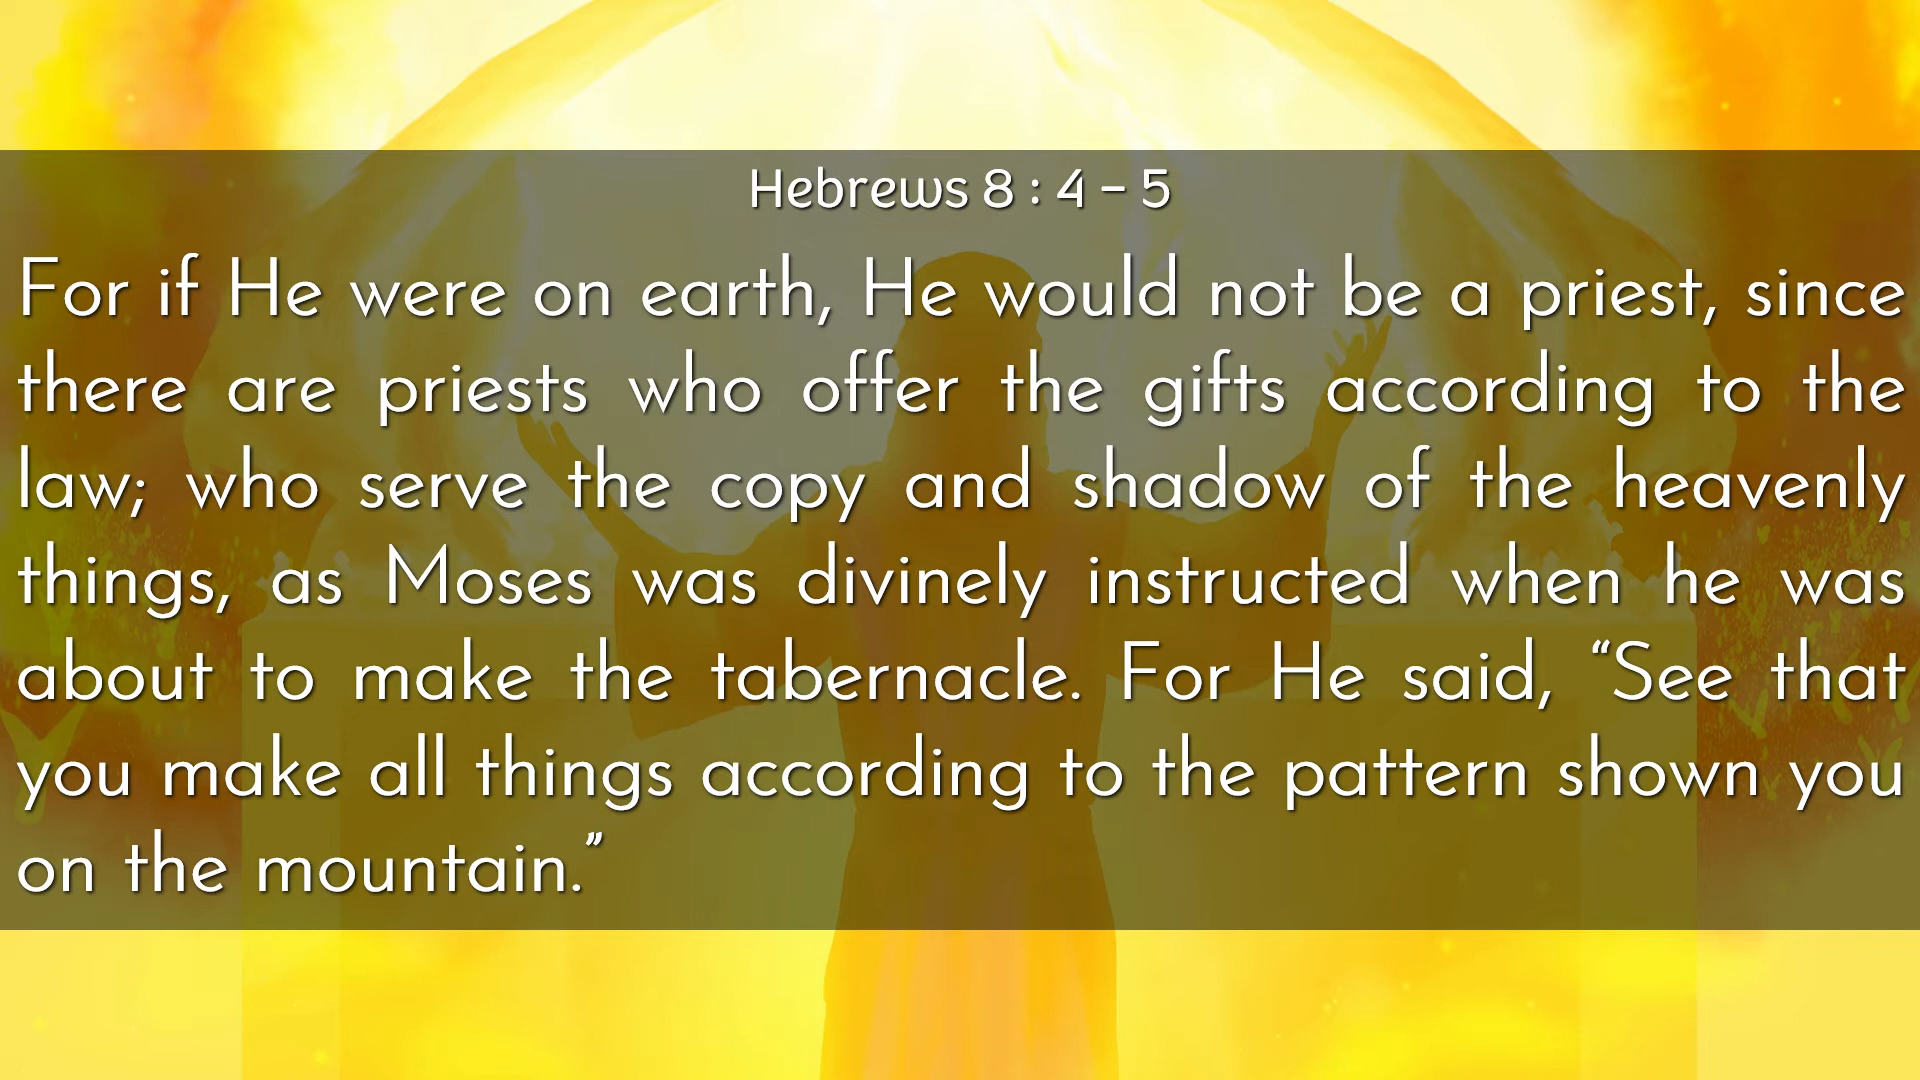 Hebrews 8 : 4 – 5
For if He were on earth, He would not be a priest, since
there are priests who offer the gifts according to the
law; who serve the copy and shadow of the heavenly
things, as Moses was divinely instructed when he was
about to make the tabernacle. For He said, “See that
you make all things according to the pattern shown you
on the mountain.”